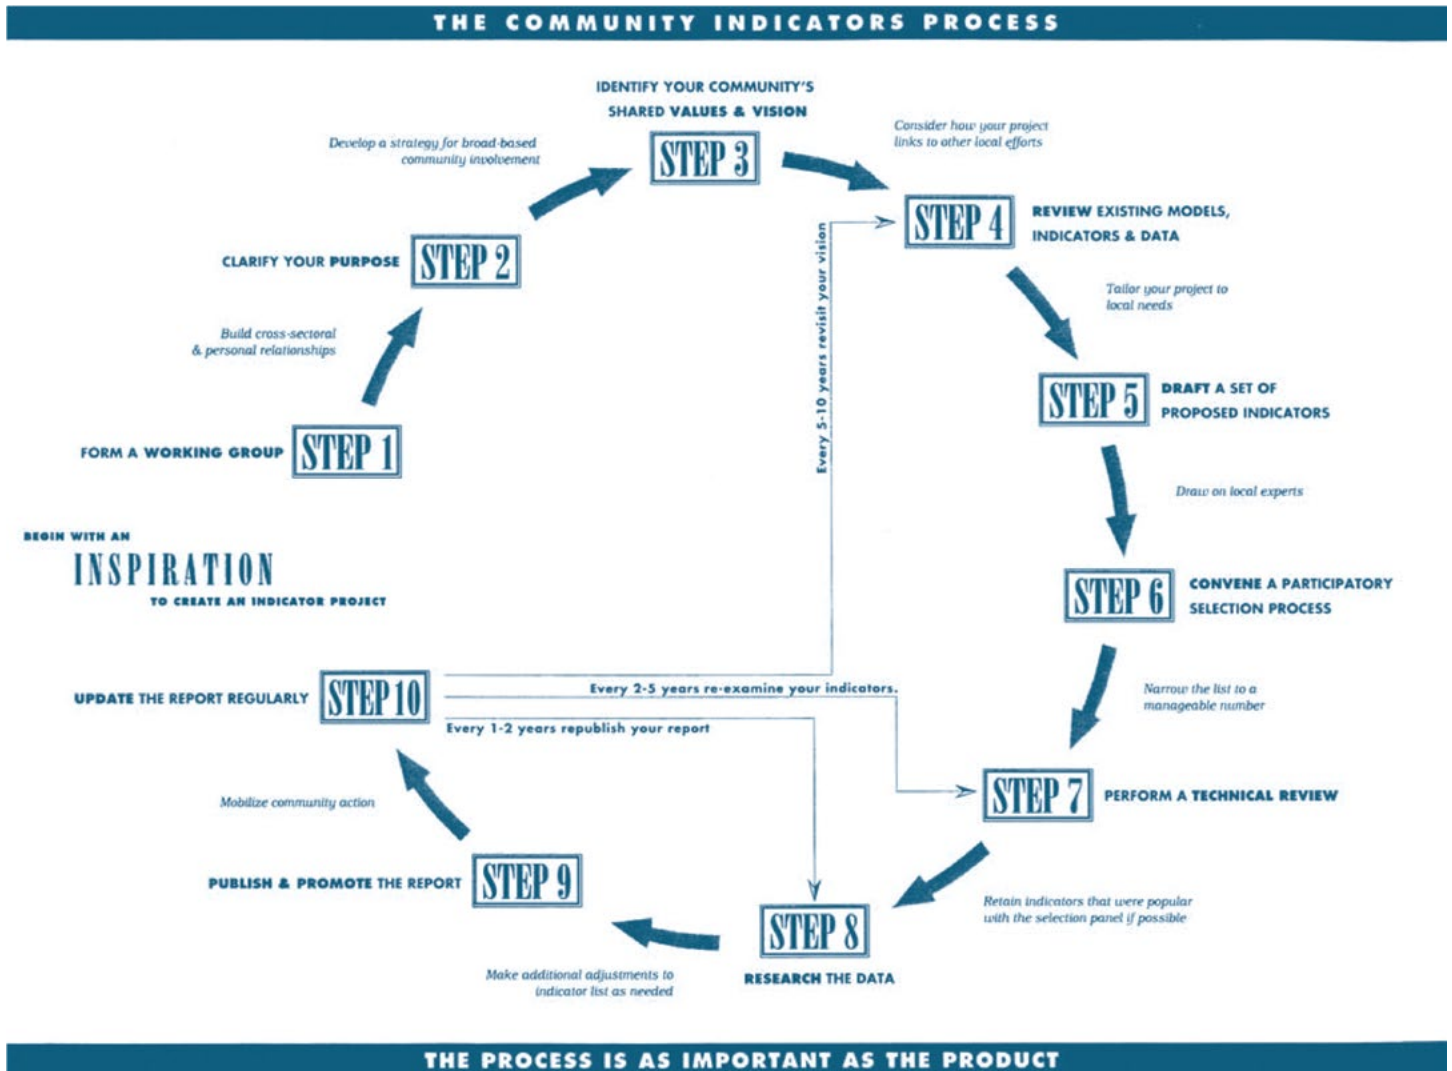 THE COMMUNITY INDICATORS PROCESS
BEGIN WITH AN
INSPIRATION
TO CREATE AN INDICATOR PROJECT
FORM A WORKING GROUP
STEP 1
Build cross-sectoral
& personal relationships
CLARIFY YOUR PURPOSE
STEP 2
Develop a strategy for broad-based
community involvement
IDENTIFY YOUR COMMUNITY'S
SHARED VALUES & VISION
STEP 3
Consider how your project
links to other local efforts
STEP 4
REVIEW EXISTING MODELS,
INDICATORS & DATA
Tailor your project to
local needs
STEP 5
DRAFT A SET OF
PROPOSED INDICATORS
Draw on local experts
STEP 6
CONVENE A PARTICIPATORY
SELECTION PROCESS
Narrow the list to a
manageable number
STEP 7
PERFORM A TECHNICAL REVIEW
Retain indicators that were popular
with the selection panel if possible
STEP 8
RESEARCH THE DATA
Make additional adjustments to
indicator list as needed
PUBLISH & PROMOTE THE REPORT
STEP 9
Mobilize community action
UPDATE THE REPORT REGULARLY
STEP 10
Every 5-10 years revisit your vision
Every 2-5 years re-examine your indicators.
Every 1-2 years republish your report
THE PROCESS IS AS IMPORTANT AS THE PRODUCT